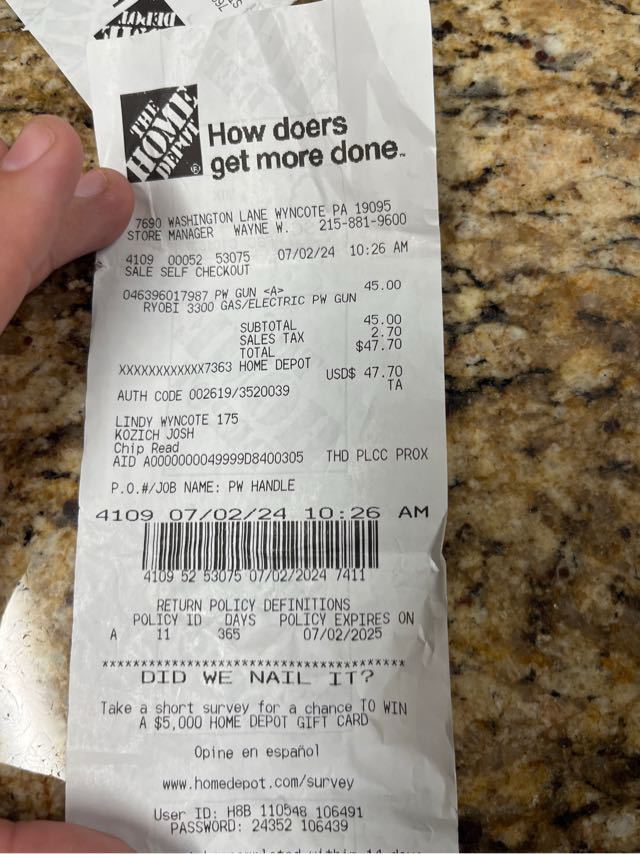 THE
HOME
DEPOT
How doers
get more done.
7690 WASHINGTON LANE WYNCOTE PA 19095
STORE MANAGER WAYNE W. 215-881-9600
4109 00052 53075 07/02/24 10:26 AM
SALE SELF CHECKOUT
046396017987 PW GUN <A> 45.00
RYOBI 3300 GAS/ELECTRIC PW GUN
SUBTOTAL 45.00
SALES TAX 2.70
TOTAL $47.70
XXXXXXXXXXXX7363 HOME DEPOT
USD$ 47.70
AUTH CODE 002619/3520039 TA
LINDY WYNCOTE 175
KOZICH JOSH
Chip Read
AID A0000000049999D8400305 THD PLCC PROX
P.O.#/JOB NAME: PW HANDLE
4109 07/02/24 10:26 AM
4109 52 53075 07/02/2024 7411
RETURN POLICY DEFINITIONS
POLICY ID DAYS POLICY EXPIRES ON
A 11 365 07/02/2025
DID WE NAIL IT?
Take a short survey for a chance TO WIN
A $5,000 HOME DEPOT GIFT CARD
Opine en español
www.homedepot.com/survey
User ID: H8B 110548 106491
PASSWORD: 24352 106439